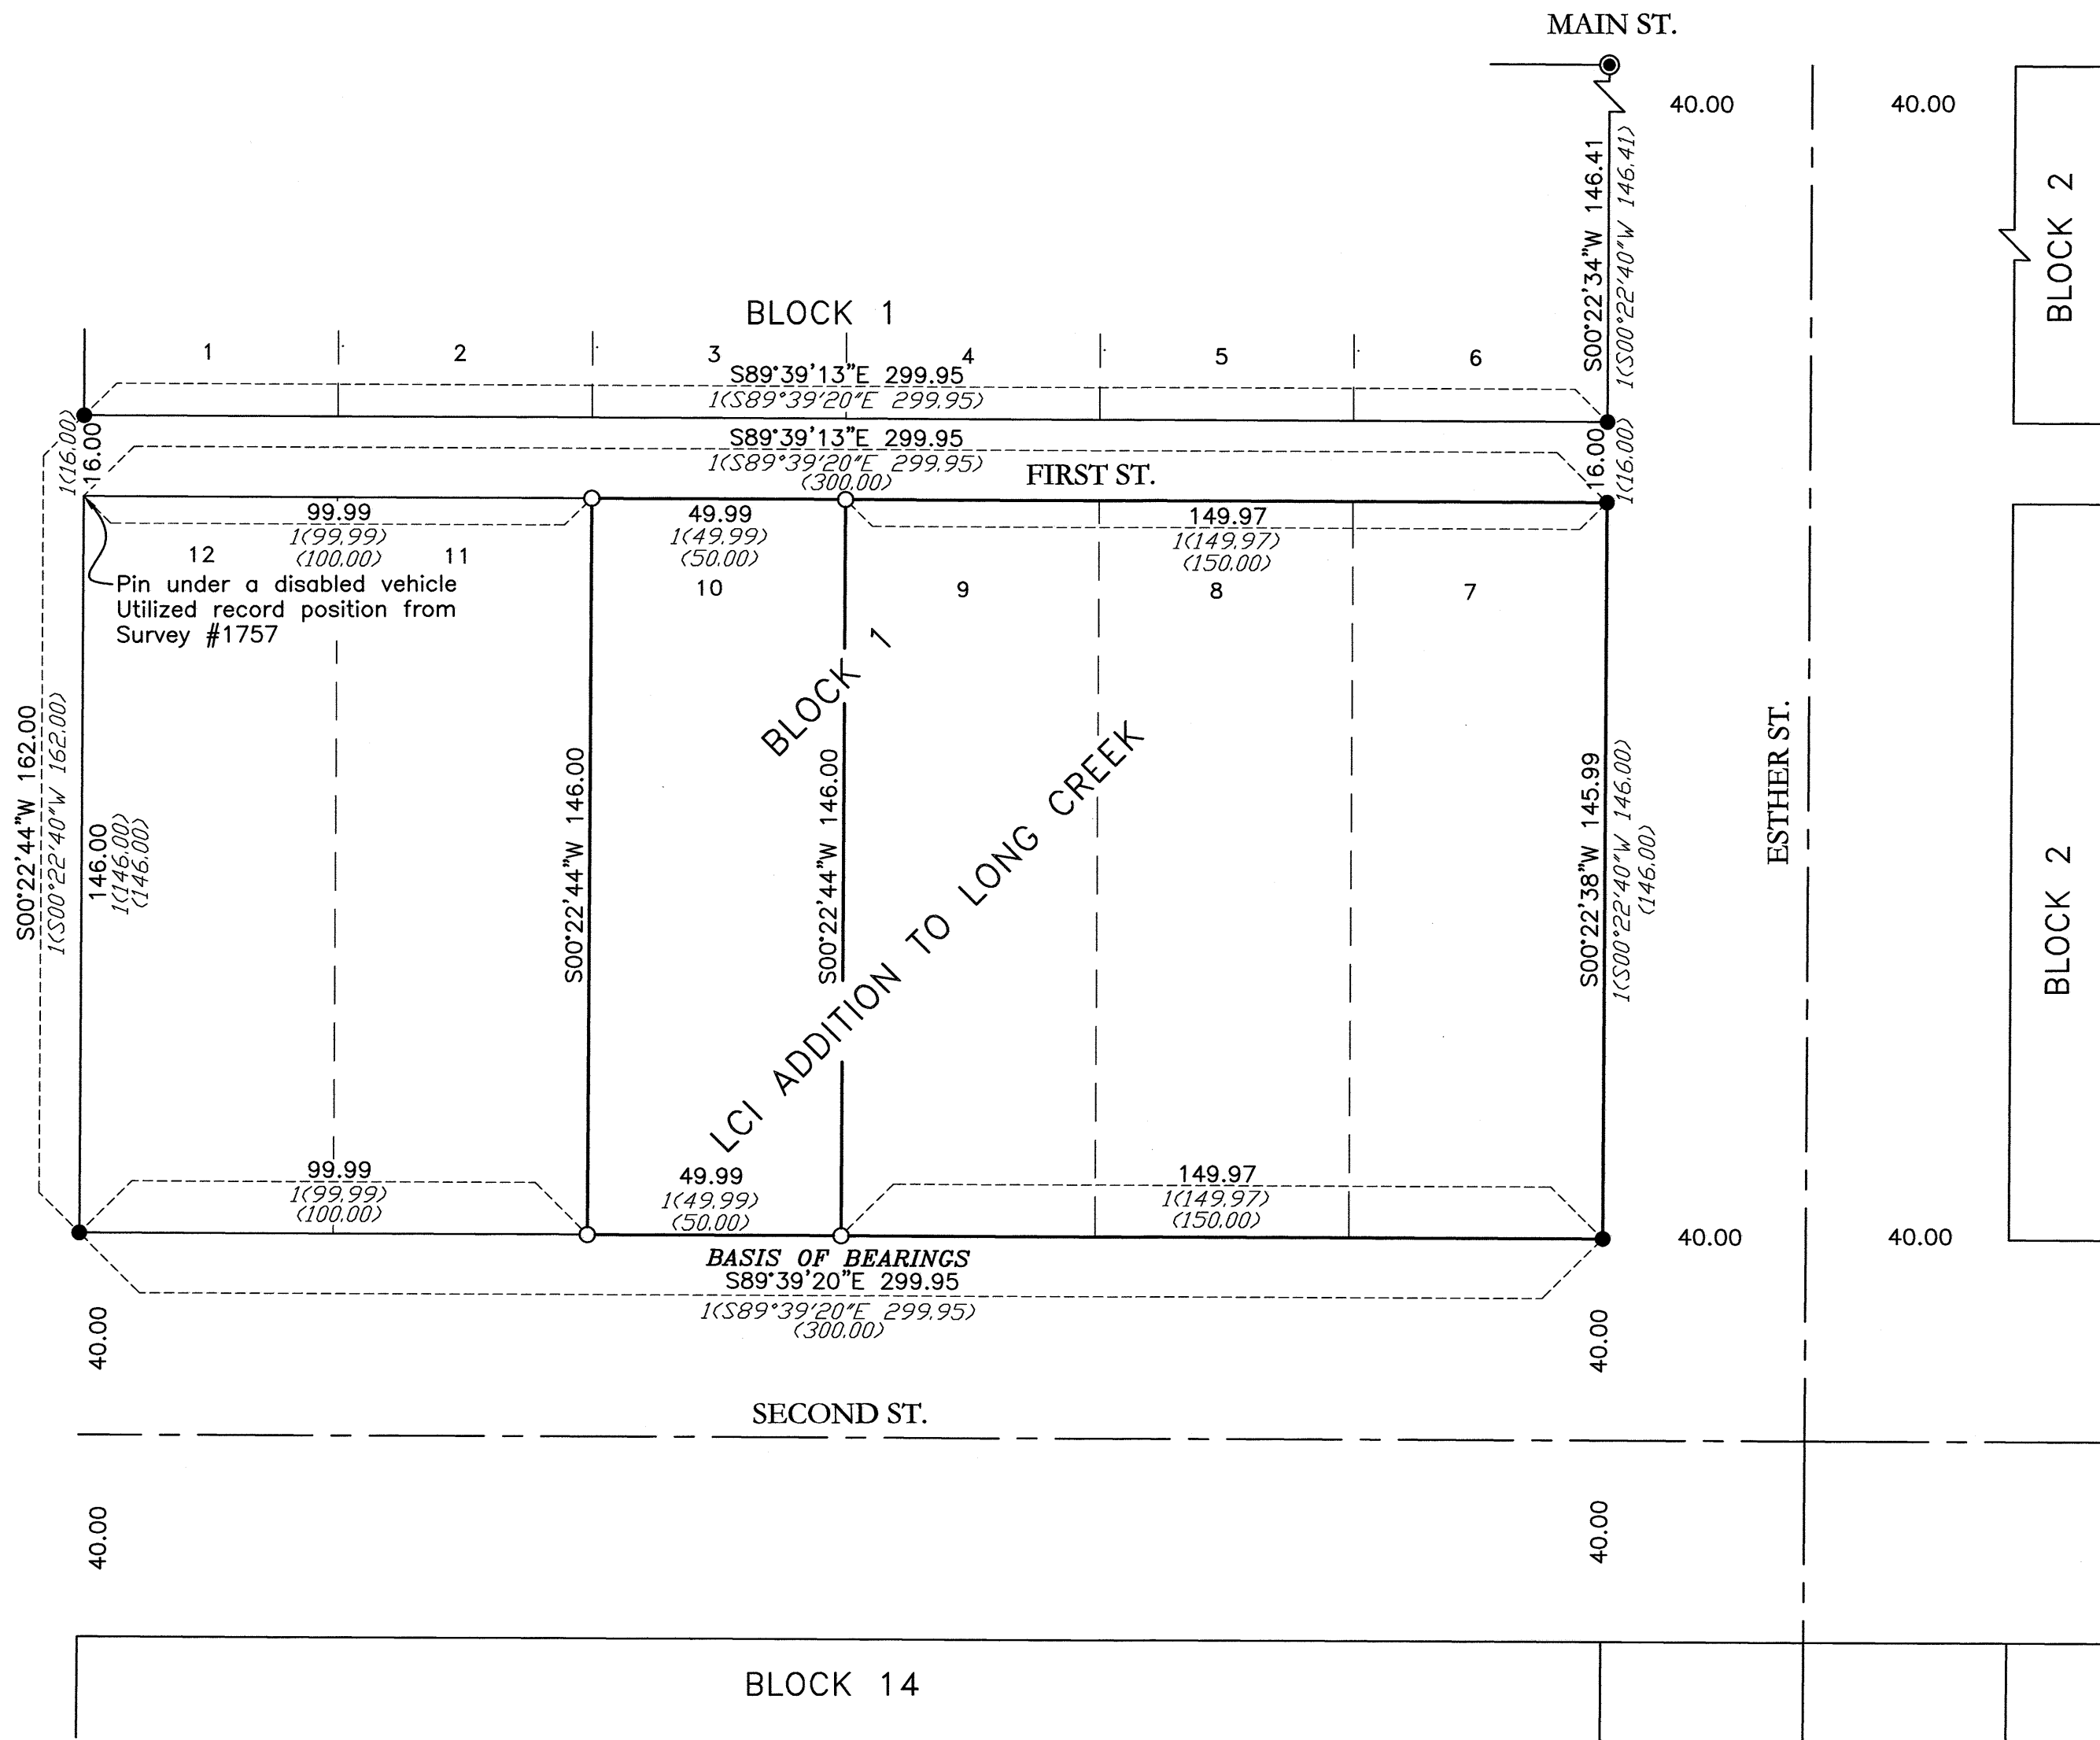 MAIN ST.
40.00
40.00
S00°22'34"W 146.41
1(S00°22'40"W 146.41)
BLOCK 2
BLOCK 1
1
2
3
4
5
6
S89°39'13"E 299.95
1(S89°39'20"E 299.95)
1(16.00)
16.00
S89°39'13"E 299.95
1(S89°39'20"E 299.95)
(300.00)
FIRST ST.
16.00
1(16.00)
99.99
1(99.99)
(100.00)
49.99
1(49.99)
(50.00)
149.97
1(149.97)
(150.00)
12
11
10
9
8
7
Pin under a disabled vehicle
Utilized record position from
Survey #1757
BLOCK 1
LCI ADDITION TO LONG CREEK
S00°22'44"W 162.00
1(S00°22'40"W 162.00)
146.00
1(146.00)
(146.00)
S00°22'44"W 146.00
S00°22'44"W 146.00
S00°22'38"W 145.99
1(S00°22'40"W 146.00)
(146.00)
ESTHER ST.
BLOCK 2
99.99
1(99.99)
(100.00)
49.99
1(49.99)
(50.00)
149.97
1(149.97)
(150.00)
40.00
40.00
BASIS OF BEARINGS
S89°39'20"E 299.95
1(S89°39'20"E 299.95)
(300.00)
40.00
40.00
SECOND ST.
40.00
40.00
BLOCK 14